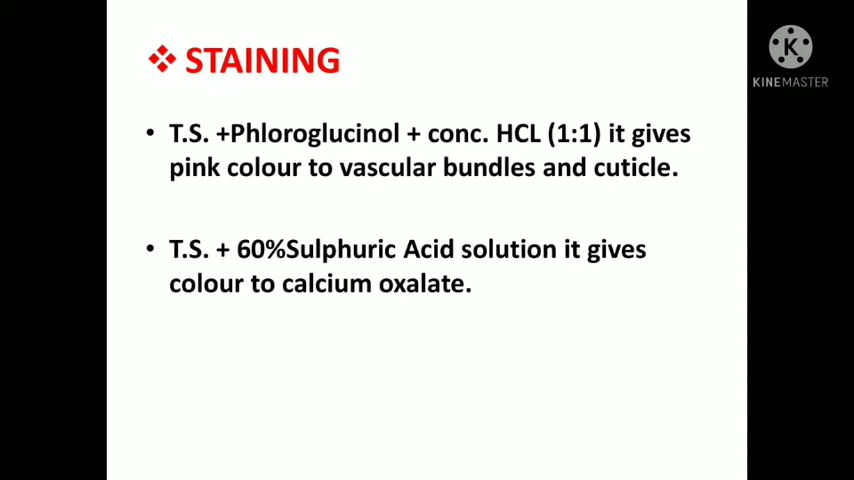 ❖ STAINING
• T.S. +Phloroglucinol + conc. HCL (1:1) it gives
pink colour to vascular bundles and cuticle.
• T.S. + 60%Sulphuric Acid solution it gives
colour to calcium oxalate.
K
KINEMASTER